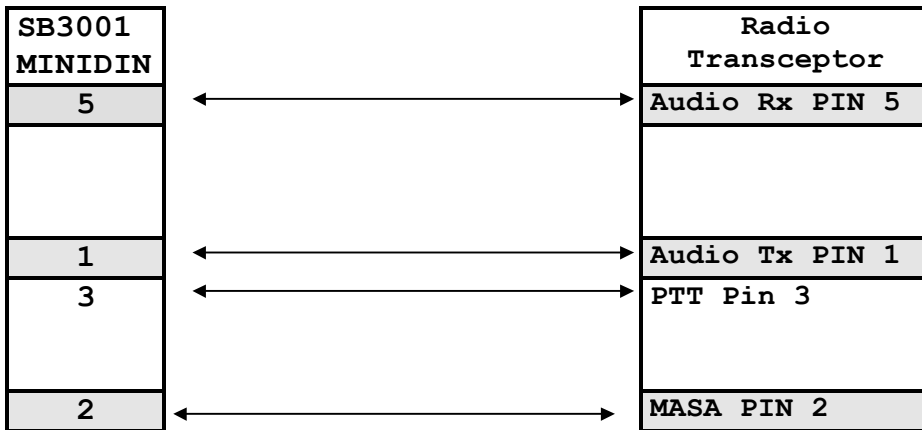 SB3001
MINIDIN
Radio
Transceptor
5
Audio Rx PIN 5
1
Audio Tx PIN 1
3
PTT Pin 3
2
MASA PIN 2